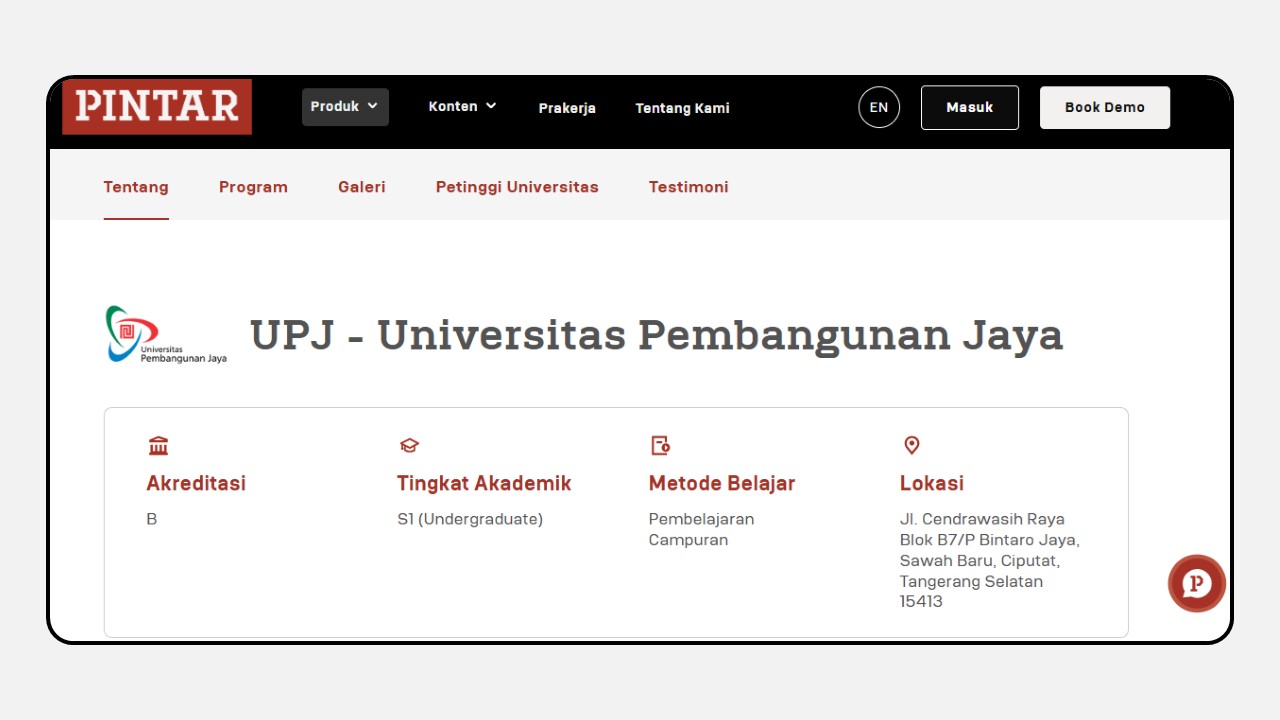 PINTAR
Produk
Konten
Prakerja
Tentang Kami
EN
Masuk
Book Demo
Tentang
Program
Galeri
Petinggi Universitas
Testimoni
Universitas
Pembangunan Jaya
UPJ - Universitas Pembangunan Jaya
Akreditasi
B
Tingkat Akademik
S1 (Undergraduate)
Metode Belajar
Pembelajaran
Campuran
Lokasi
Jl. Cendrawasih Raya
Blok B7/P Bintaro Jaya,
Sawah Baru, Ciputat,
Tangerang Selatan
15413
P